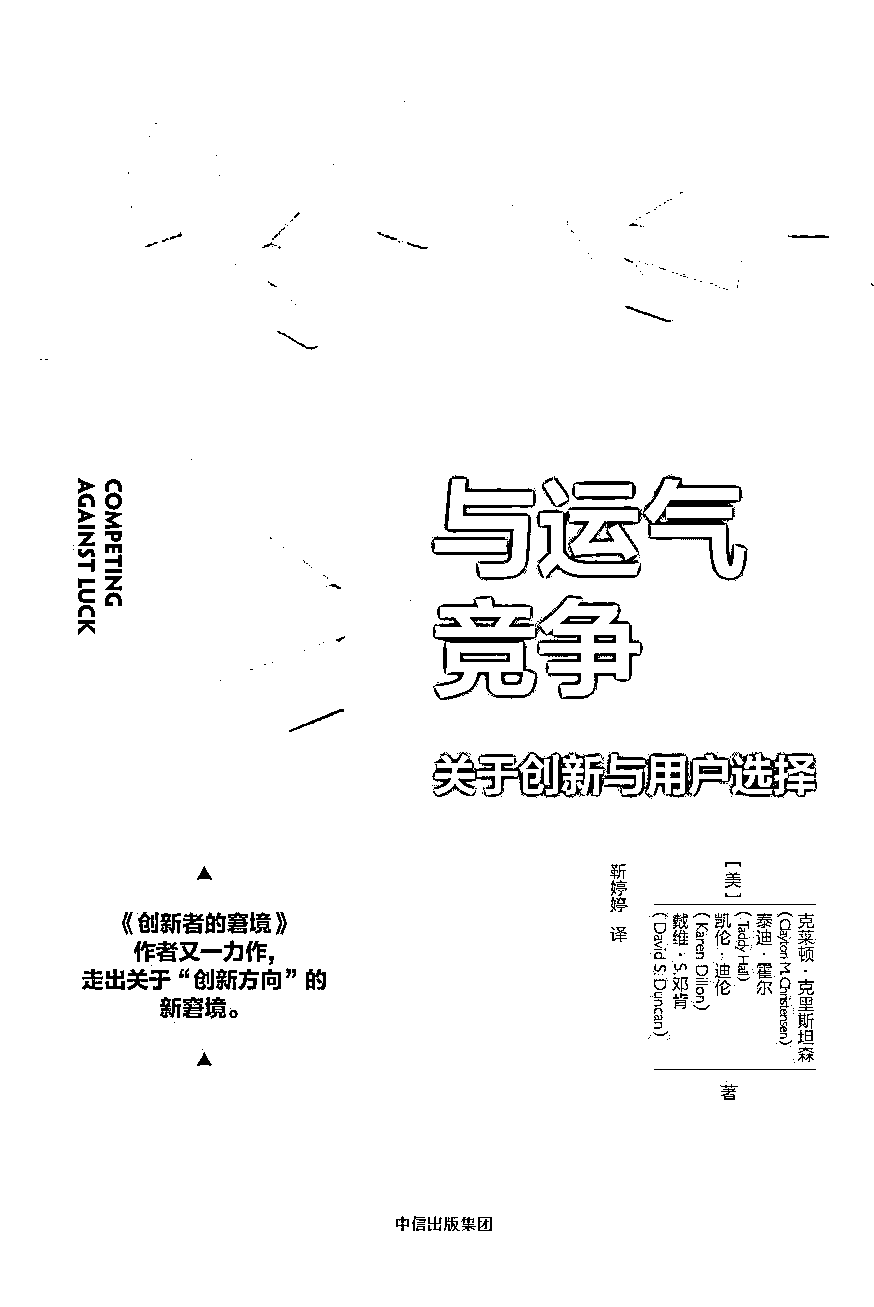 COMPETING
AGAINST LUCK
与运气
竞争
关于创新与用户选择
[美]
克莱顿·克里斯坦森
(Clayton M. Christensen)
泰迪·霍尔
(Taddy Hall)
凯伦·迪伦
(Karen Dillon)
戴维·S.邓肯
(David S. Duncan)
著
靳婷婷 译
《创新者的窘境》
作者又一力作，
走出关于“创新方向”的
新窘境。
中信出版集团